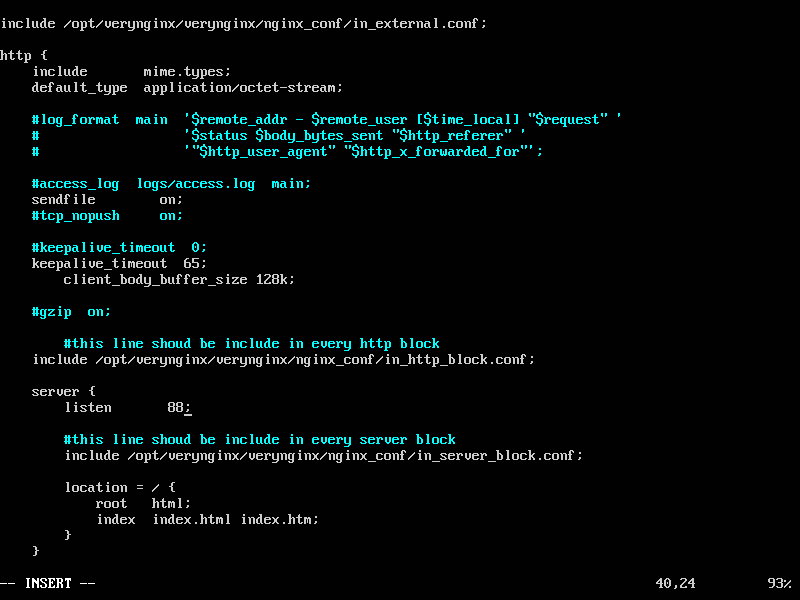 include /opt/verynginx/verynginx/nginx_conf/in_external.conf;
http {
include       mime.types;
default_type  application/octet-stream;
#log_format  main  '$remote_addr - $remote_user [$time_local] "$request" '
#                  '$status $body_bytes_sent "$http_referer" '
#                  '"$http_user_agent" "$http_x_forwarded_for"';
#access_log  logs/access.log  main;
sendfile        on;
#tcp_nopush     on;
#keepalive_timeout  0;
keepalive_timeout  65;
client_body_buffer_size 128k;
#gzip  on;
#this line shoud be include in every http block
include /opt/verynginx/verynginx/nginx_conf/in_http_block.conf;
server {
listen       88;
#this line shoud be include in every server block
include /opt/verynginx/verynginx/nginx_conf/in_server_block.conf;
location = / {
root   html;
index  index.html index.htm;
}
}
-- INSERT --                                                                      40,24         93%